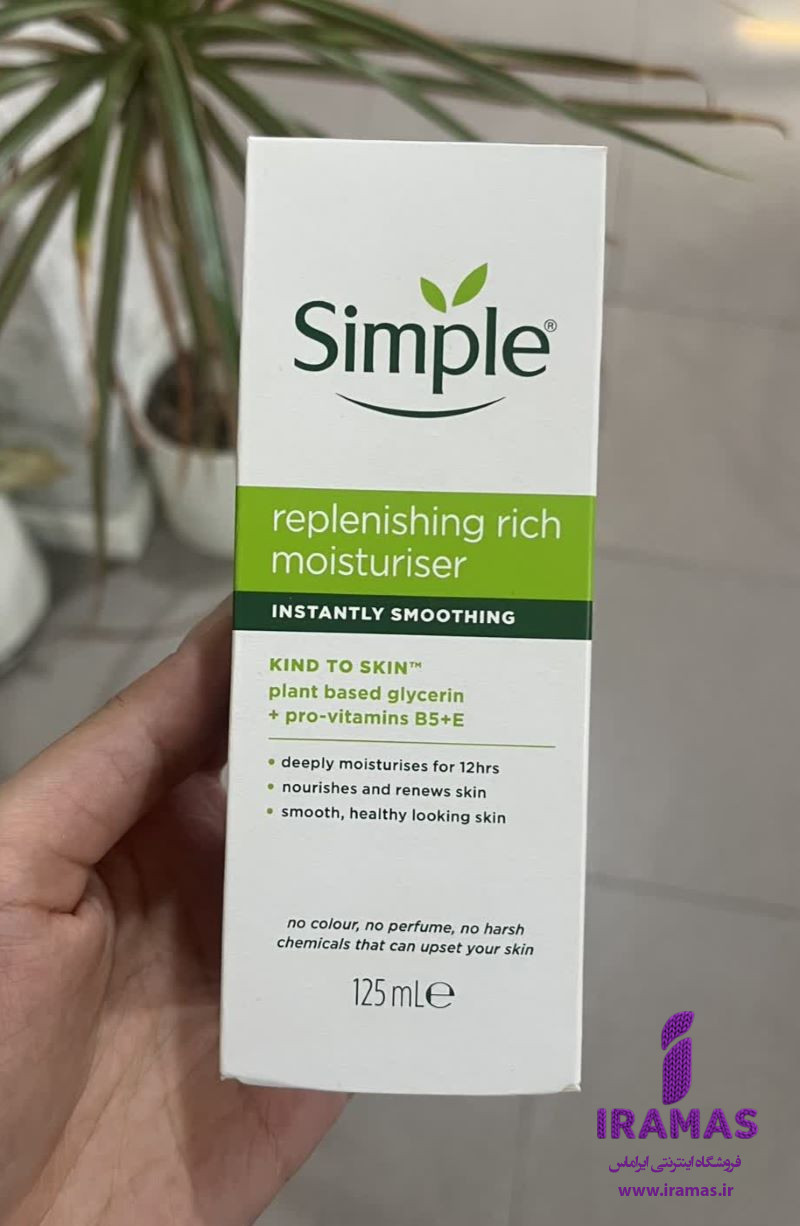 Simple®
replenishing rich
moisturiser
INSTANTLY SMOOTHING
KIND TO SKIN™
plant based glycerin
+ pro-vitamins B5+E
• deeply moisturises for 12hrs
• nourishes and renews skin
• smooth, healthy looking skin
no colour, no perfume, no harsh
chemicals that can upset your skin
125 mL℮
IRAMAS
فروشگاه اینترنتی ایراماس
www.iramas.ir